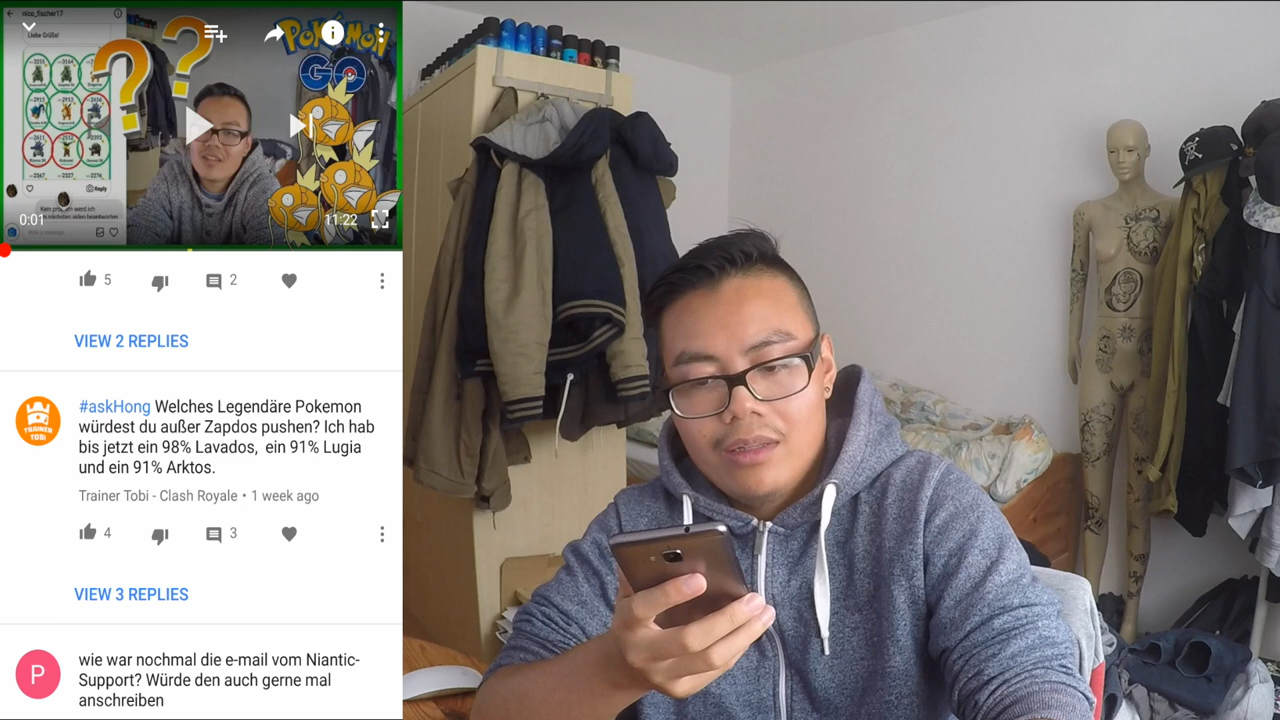 nico_fischer17
Liebe Grüße!
POKÉMON
GO
Reply
0:01
11:22
5
2
VIEW 2 REPLIES
#askHong Welches Legendäre Pokemon
würdest du außer Zapdos pushen? Ich hab
bis jetzt ein 98% Lavados, ein 91% Lugia
und ein 91% Arktos.
TRAINER
TOBI
Trainer Tobi - Clash Royale • 1 week ago
4
3
VIEW 3 REPLIES
P
wie war nochmal die e-mail vom Niantic-
Support? Würde den auch gerne mal
anschreiben